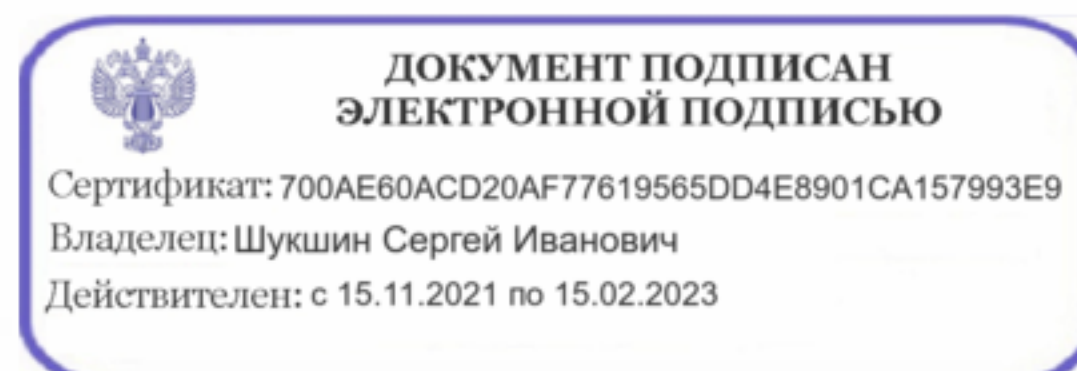 ДОКУМЕНТ ПОДПИСАН
ЭЛЕКТРОННОЙ ПОДПИСЬЮ
Сертификат: 700AE60ACD20AF77619565DD4E8901CA157993E9
Владелец: Шукшин Сергей Иванович
Действителен: с 15.11.2021 по 15.02.2023